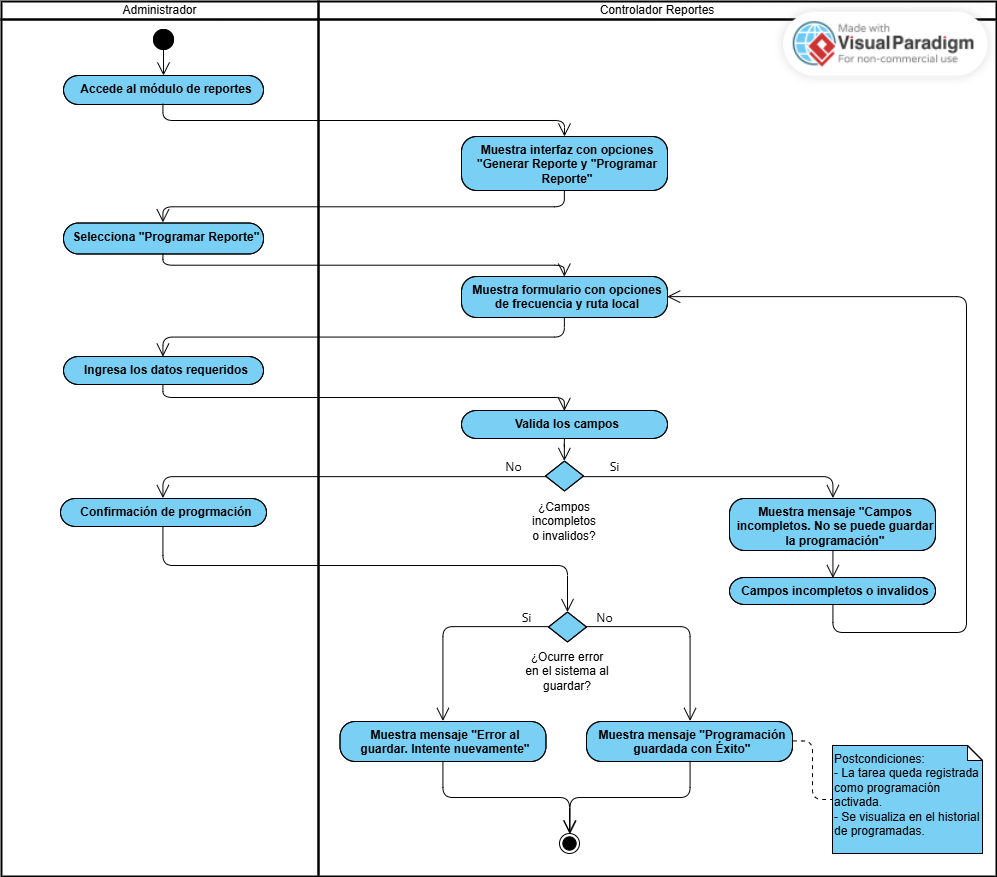 Administrador
Controlador Reportes
Made with
Visual Paradigm
For non-commercial use
Accede al módulo de reportes
Muestra interfaz con opciones
"Generar Reporte y "Programar
Reporte"
Selecciona "Programar Reporte"
Muestra formulario con opciones
de frecuencia y ruta local
Ingresa los datos requeridos
Valida los campos
No
Si
¿Campos
incompletos
o invalidos?
Confirmación de progrmación
Muestra mensaje "Campos
incompletos. No se puede guardar
la programación"
Campos incompletos o invalidos
Si
No
¿Ocurre error
en el sistema al
guardar?
Muestra mensaje "Error al
guardar. Intente nuevamente"
Muestra mensaje "Programación
guardada con Éxito"
Postcondiciones:
- La tarea queda registrada
como programación
activada.
- Se visualiza en el historial
de programadas.